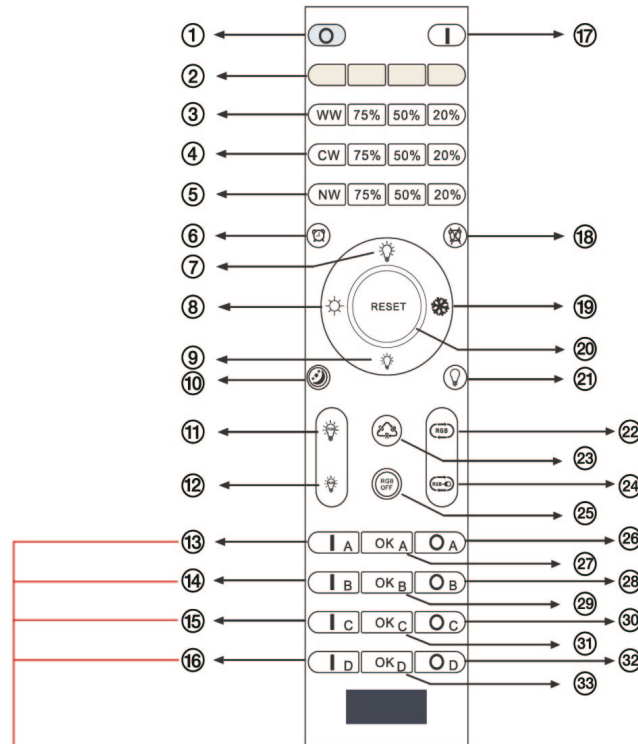 ① O I ⑰
②
③ WW 75% 50% 20%
④ CW 75% 50% 20%
⑤ NW 75% 50% 20%
⑥ ⑱
⑦
⑧ RESET ⑲
⑳
⑨
⑩ ㉑
⑪ RGB ㉒
㉓
⑫ RGB OFF ㉔
㉕
⑬ I A OK A O A ㉖
㉗
⑭ I B OK B O B ㉘
㉙
⑮ I C OK C O C ㉚
㉛
⑯ I D OK D O D ㉜
㉝